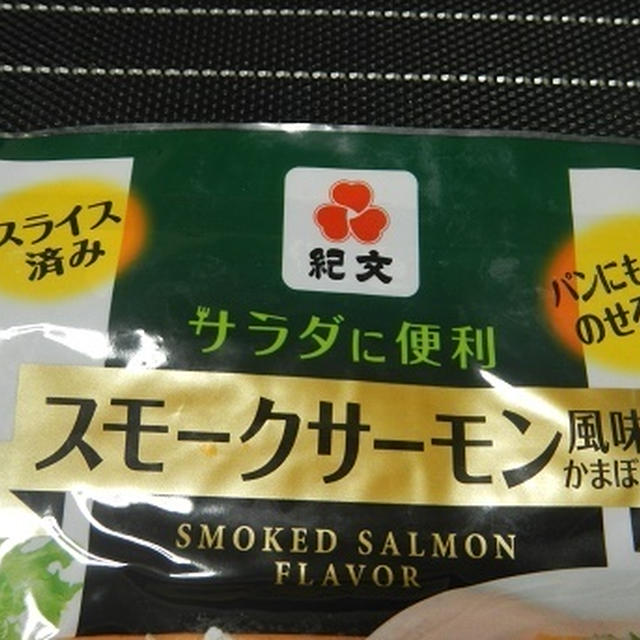 紀文
スライス
済み
パンにも
のせ
サラダに便利
スモークサーモン風味
かまぼ
SMOKED SALMON
FLAVOR